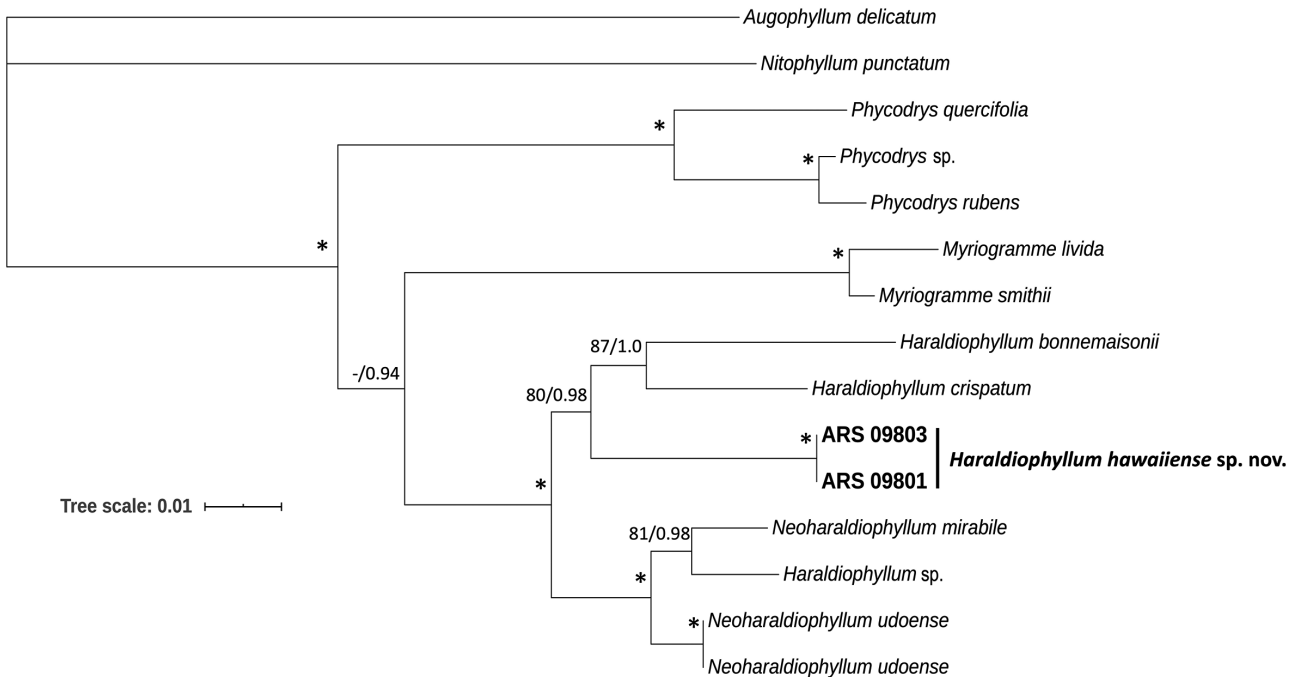 Augophyllum delicatum
Nitophyllum punctatum
Phycodrys quercifolia
*
* Phycodrys sp.
Phycodrys rubens
*
* Myriogramme livida
Myriogramme smithii
87/1.0 Haraldiophyllum bonnemaisonii
-/0.94
80/0.98
Haraldiophyllum crispatum
* ARS 09803
Haraldiophyllum hawaiiense sp. nov.
ARS 09801
*
Tree scale: 0.01
81/0.98 Neoharaldiophyllum mirabile
* Haraldiophyllum sp.
* Neoharaldiophyllum udoense
Neoharaldiophyllum udoense